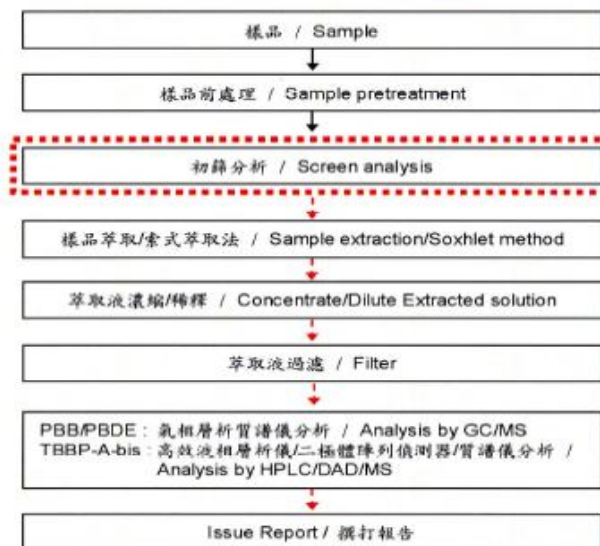 樣品 / Sample
樣品前處理 / Sample pretreatment
初篩分析 / Screen analysis
樣品萃取/索式萃取法 / Sample extraction/Soxhlet method
萃取液濃縮/稀釋 / Concentrate/Dilute Extracted solution
萃取液過濾 / Filter
PBB/PBDE : 氣相層析質譜儀分析 / Analysis by GC/MS
TBBP-A-bis : 高效液相層析儀/二極體陣列偵測器/質譜儀分析 /
Analysis by HPLC/DAD/MS
Issue Report / 撰打報告